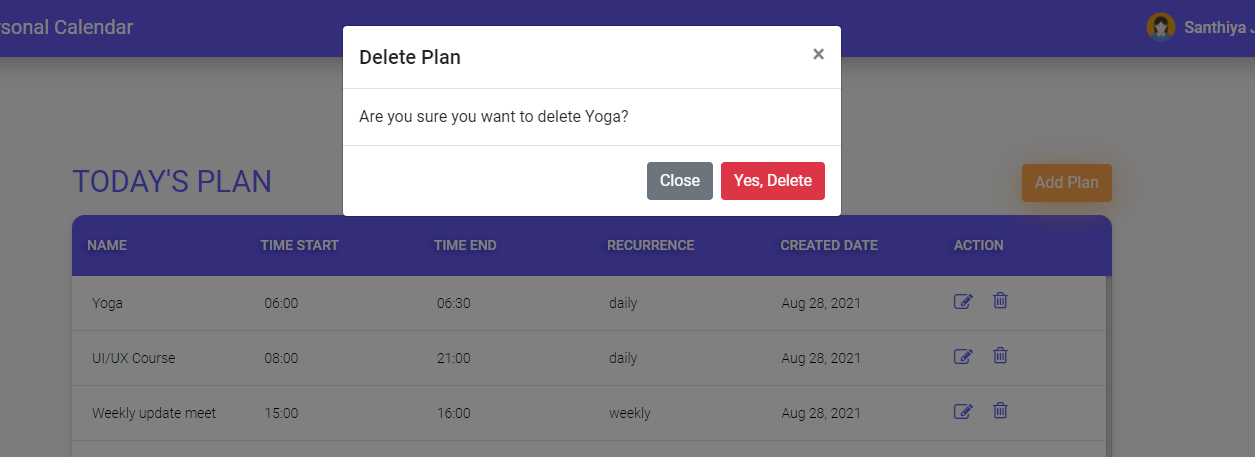 rsonal Calendar
Santhiya J
Delete Plan ×
Are you sure you want to delete Yoga?
Close Yes, Delete
TODAY'S PLAN
Add Plan
NAME TIME START TIME END RECURRENCE CREATED DATE ACTION
Yoga 06:00 06:30 daily Aug 28, 2021
UI/UX Course 08:00 21:00 daily Aug 28, 2021
Weekly update meet 15:00 16:00 weekly Aug 28, 2021